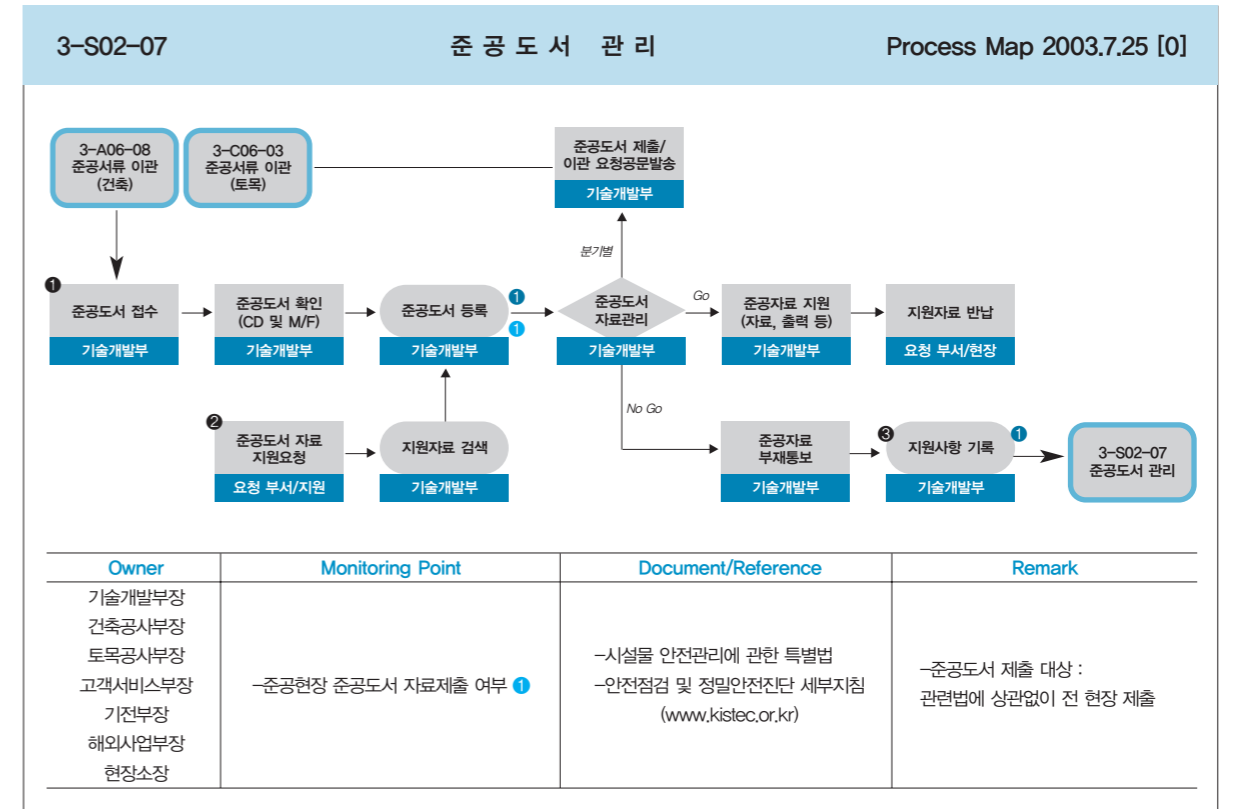 3-S02-07
준공도서 관리
Process Map 2003.7.25 [0]
3-A06-08
준공서류 이관
(건축)
3-C06-03
준공서류 이관
(토목)
준공도서 제출/
이관 요청공문발송
기술개발부
분기별
❶
준공도서 접수
기술개발부
준공도서 확인
(CD 및 M/F)
기술개발부
준공도서 등록
❶
❶
기술개발부
준공도서
자료관리
기술개발부
Go
준공자료 지원
(자료, 출력 등)
기술개발부
지원자료 반납
요청 부서/현장
No Go
❷
준공도서 자료
지원요청
요청 부서/지원
지원자료 검색
기술개발부
준공자료
부재통보
기술개발부
❸
지원사항 기록
❶
기술개발부
3-S02-07
준공도서 관리
Owner
Monitoring Point
Document/Reference
Remark
기술개발부장
건축공사부장
토목공사부장
고객서비스부장
기전부장
해외사업부장
현장소장
-준공현장 준공도서 자료제출 여부 ❶
-시설물 안전관리에 관한 특별법
-안전점검 및 정밀안전진단 세부지침
(www.kistec.or.kr)
-준공도서 제출 대상 :
관련법에 상관없이 전 현장 제출